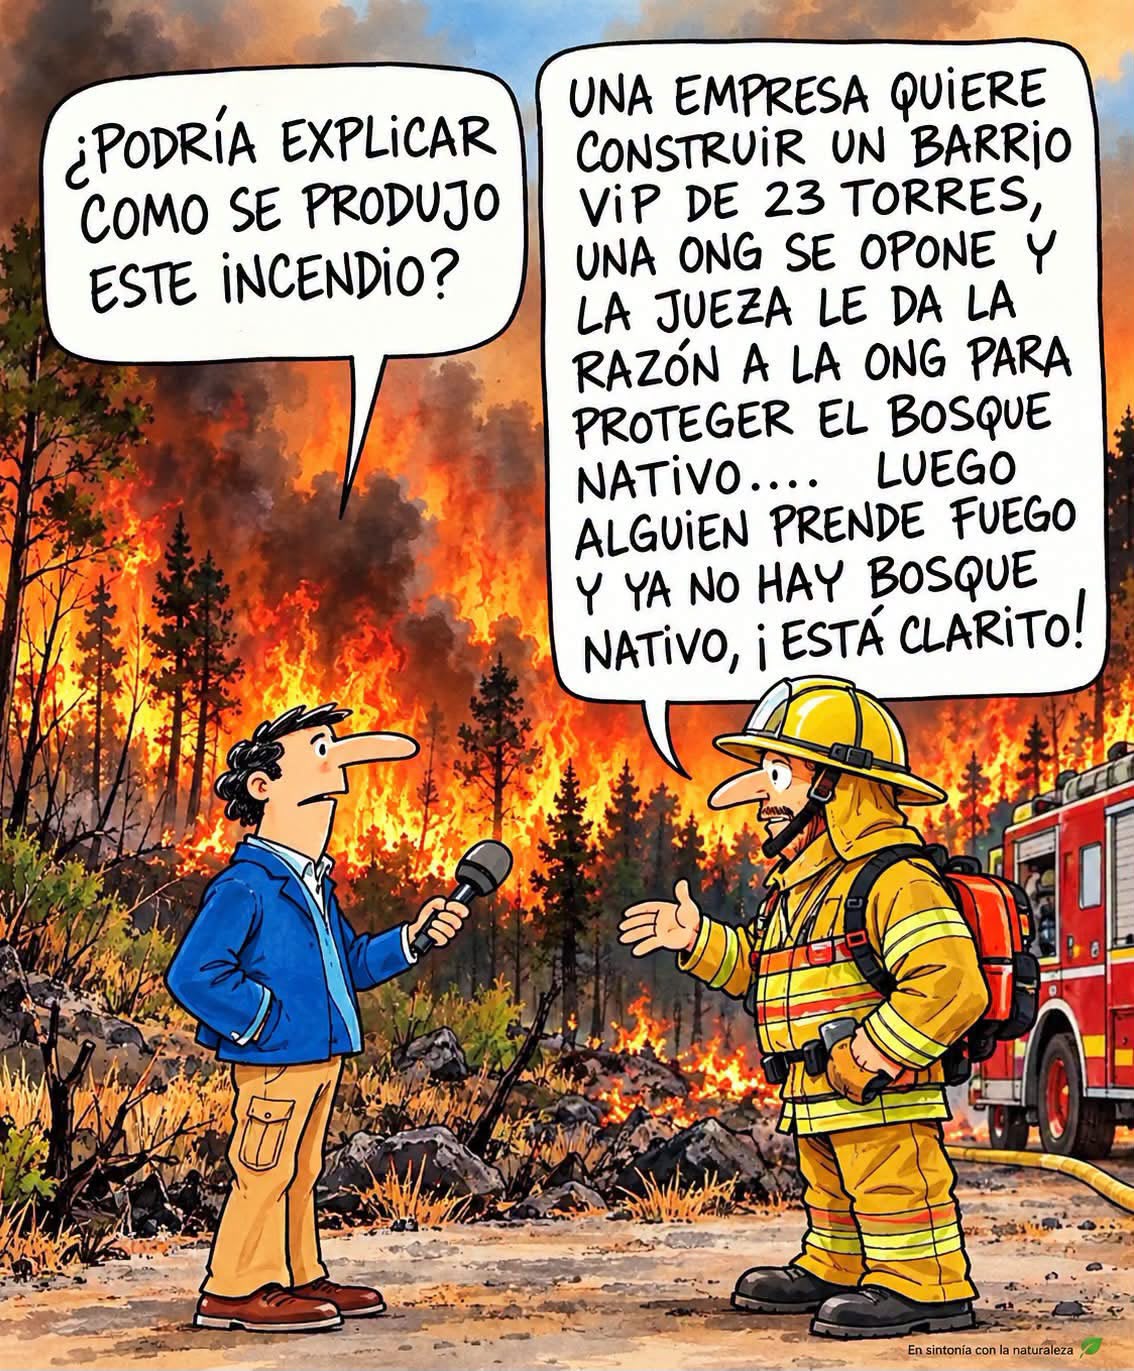 ¿PODRÍA EXPLICAR
COMO SE PRODUJO
ESTE INCENDIO?
UNA EMPRESA QUIERE
CONSTRUIR UN BARRIO
VIP DE 23 TORRES,
UNA ONG SE OPONE Y
LA JUEZA LE DA LA
RAZÓN A LA ONG PARA
PROTEGER EL BOSQUE
NATIVO.... LUEGO
ALGUIEN PRENDE FUEGO
Y YA NO HAY BOSQUE
NATIVO, ¡ESTÁ CLARITO!
En sintonía con la naturaleza